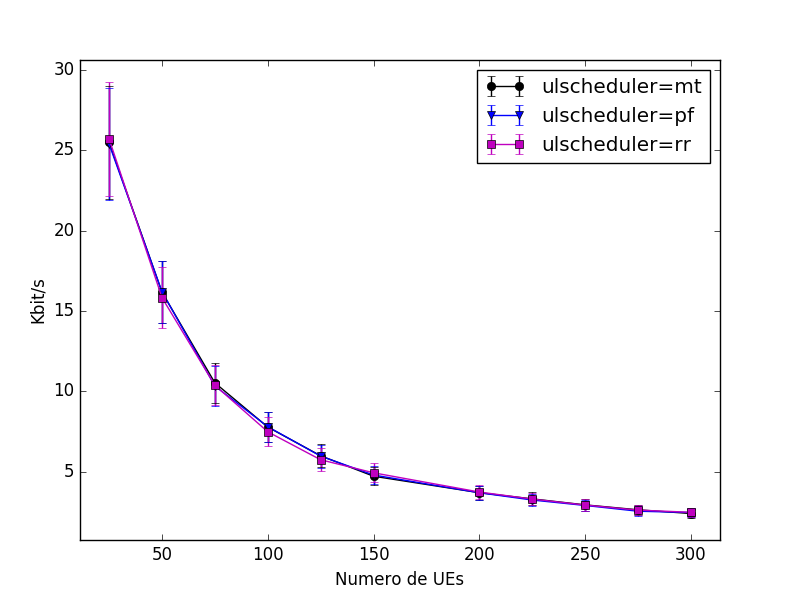 30
25
20
15
10
5
Kbit/s
ulscheduler=mt
ulscheduler=pf
ulscheduler=rr
50 100 150 200 250 300
Numero de UEs